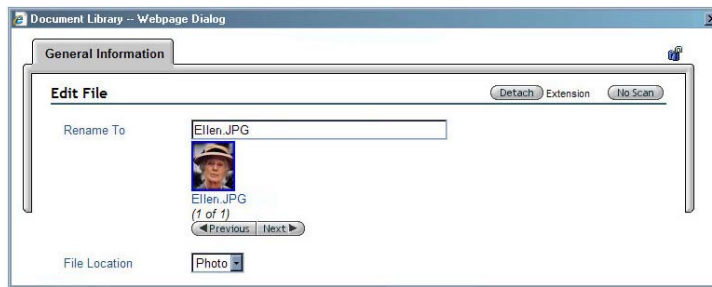 Document Library -- Webpage Dialog
General Information
Edit File
Detach Extension No Scan
Rename To Ellen.JPG
Ellen.JPG
(1 of 1)
Previous Next
File Location Photo